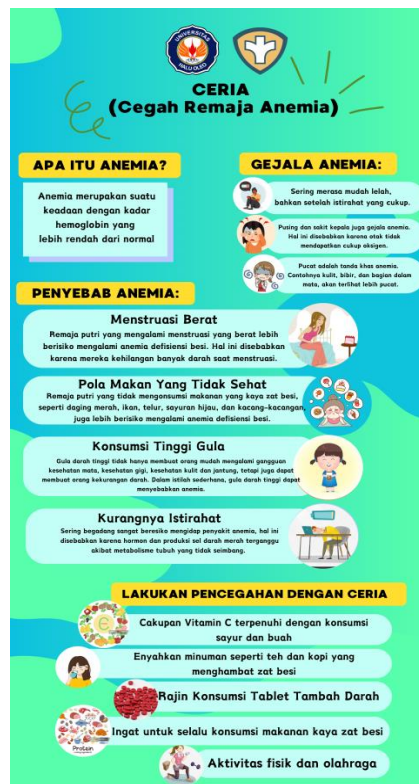 UNIVERSITAS
HALU OLEO
CERIA
(Cegah Remaja Anemia)
APA ITU ANEMIA?
Anemia merupakan suatu
keadaan dengan kadar
hemoglobin yang
lebih rendah dari normal
GEJALA ANEMIA:
Sering merasa mudah lelah,
bahkan setelah istirahat yang cukup.
Pusing dan sakit kepala juga gejala anemia.
Hal ini disebabkan karena otak tidak
mendapatkan cukup oksigen.
Pucat adalah tanda khas anemia.
Contohnya kulit, bibir, dan bagian dalam
mata, akan terlihat lebih pucat.
PENYEBAB ANEMIA:
Menstruasi Berat
Remaja putri yang mengalami menstruasi yang berat lebih
berisiko mengalami anemia defisiensi besi. Hal ini disebabkan
karena mereka kehilangan banyak darah saat menstruasi.
Pola Makan Yang Tidak Sehat
Remaja putri yang tidak mengonsumsi makanan yang kaya zat besi,
seperti daging merah, ikan, telur, sayuran hijau, dan kacang-kacangan,
juga lebih berisiko mengalami anemia defisiensi besi.
Konsumsi Tinggi Gula
Gula darah tinggi tidak hanya membuat orang mudah mengalami gangguan
kesehatan mata, kesehatan gigi, kesehatan kulit dan jantung, tetapi juga dapat
membuat orang kekurangan darah. Dalam istilah sederhana, gula darah tinggi dapat
menyebabkan anemia.
Kurangnya Istirahat
Sering begadang sangat beresiko mengidap penyakit anemia, hal ini
disebabkan karena hormon dan produksi sel darah merah terganggu
akibat metabolisme tubuh yang tidak seimbang.
LAKUKAN PENCEGAHAN DENGAN CERIA
Cakupan Vitamin C terpenuhi dengan konsumsi
sayur dan buah
Enyahkan minuman seperti teh dan kopi yang
menghambat zat besi
Rajin Konsumsi Tablet Tambah Darah
Ingat untuk selalu konsumsi makanan kaya zat besi
Protein
Aktivitas fisik dan olahraga